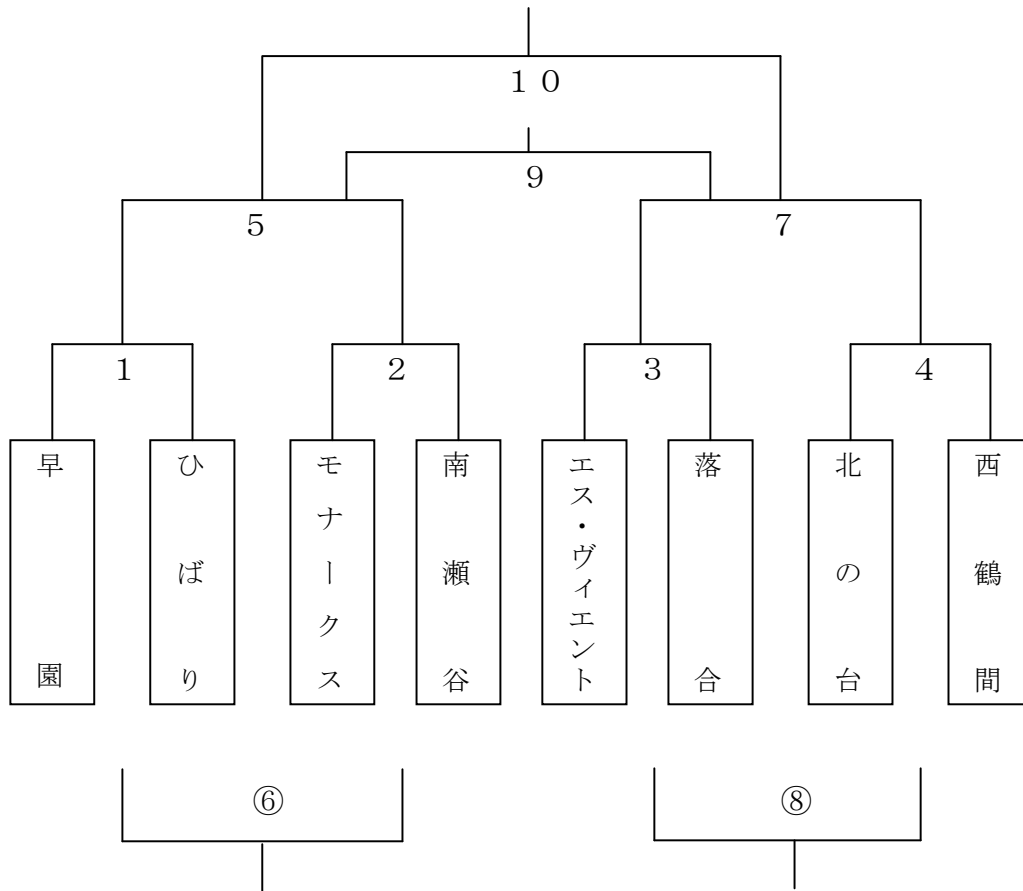 １０
９
５
７
１
２
３
４
早園
ひばり
モナークス
南瀬谷
エス・ヴィエント
落合
北の台
西鶴間
⑥
⑧